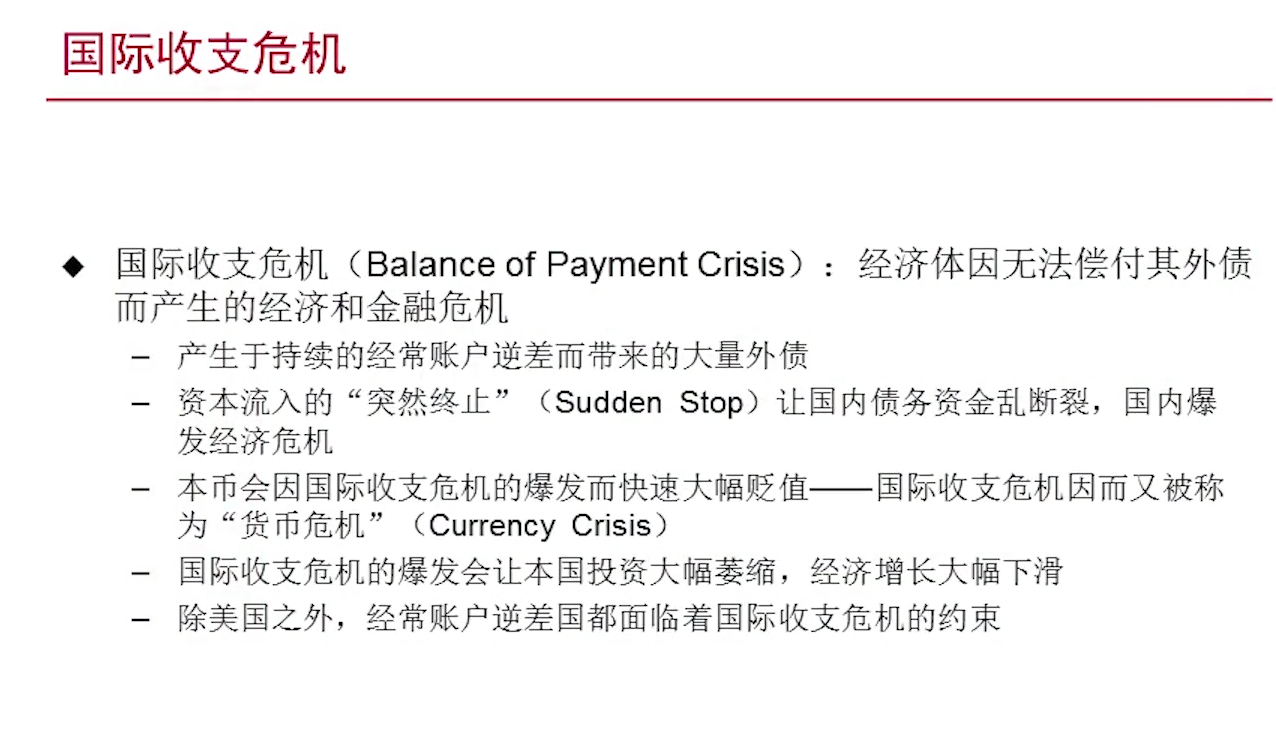 国际收支危机
◆ 国际收支危机（Balance of Payment Crisis）：经济体因无法偿付其外债
而产生的经济和金融危机
– 产生于持续的经常账户逆差而带来的大量外债
– 资本流入的“突然终止”（Sudden Stop）让国内债务资金乱断裂，国内爆
发经济危机
– 本币会因国际收支危机的爆发而快速大幅贬值——国际收支危机因而又被称
为“货币危机”（Currency Crisis）
– 国际收支危机的爆发会让本国投资大幅萎缩，经济增长大幅下滑
– 除美国之外，经常账户逆差国都面临着国际收支危机的约束